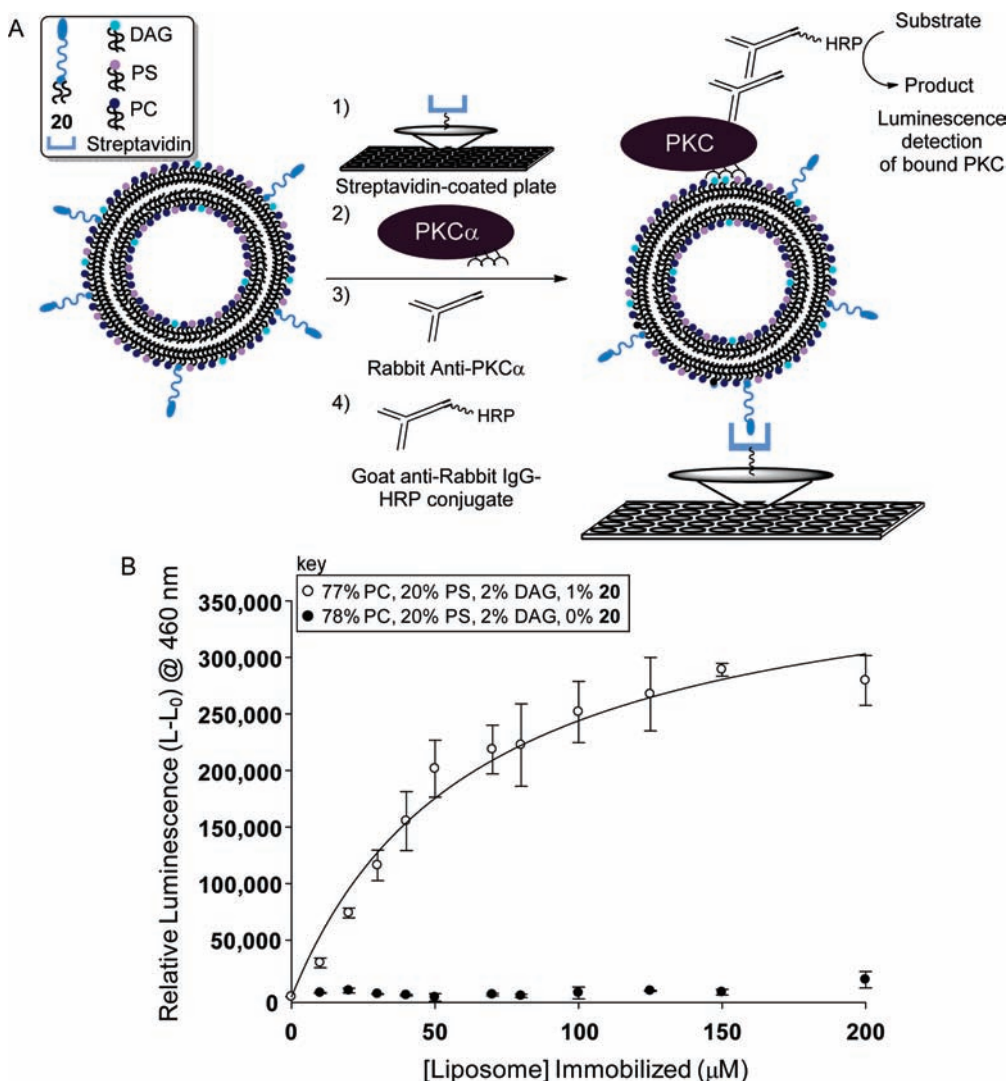 A
DAG
PS
20
PC
Streptavidin
1)
Streptavidin-coated plate
2)
PKCα
3)
Rabbit Anti-PKCα
4)
HRP
Goat anti-Rabbit IgG-
HRP conjugate
HRP
Substrate
Product
Luminescence
detection
of bound PKC
PKC
B
key
77% PC, 20% PS, 2% DAG, 1% 20
78% PC, 20% PS, 2% DAG, 0% 20
Relative Luminescence (L-L0) @ 460 nm
350,000
300,000
250,000
200,000
150,000
100,000
50,000
0
0 50 100 150 200
[Liposome] Immobilized (μM)